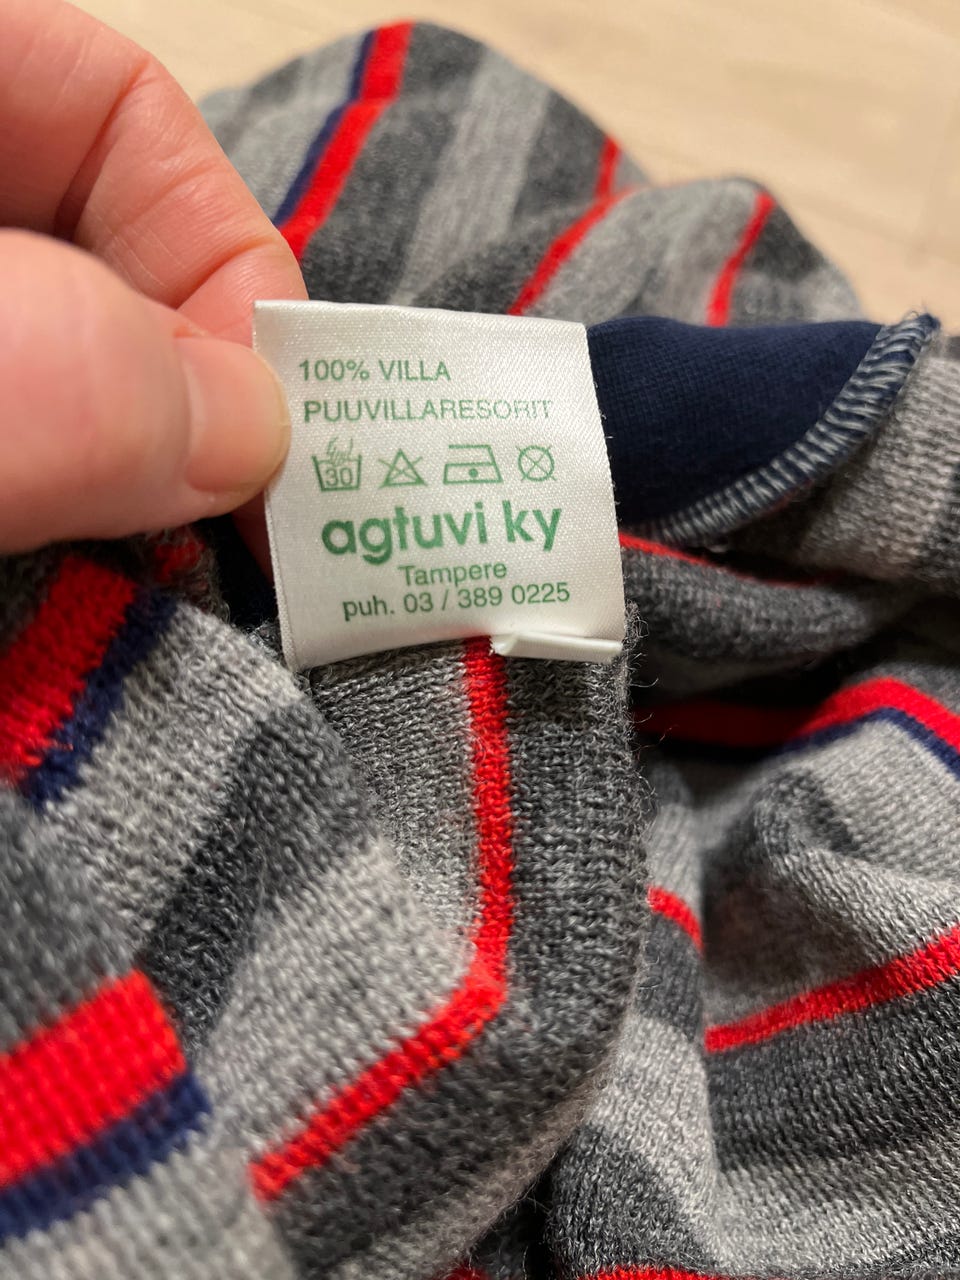 100% VILLA
PUUVILLARESORIT
30
agtuvi ky
Tampere
puh. 03 / 389 0225